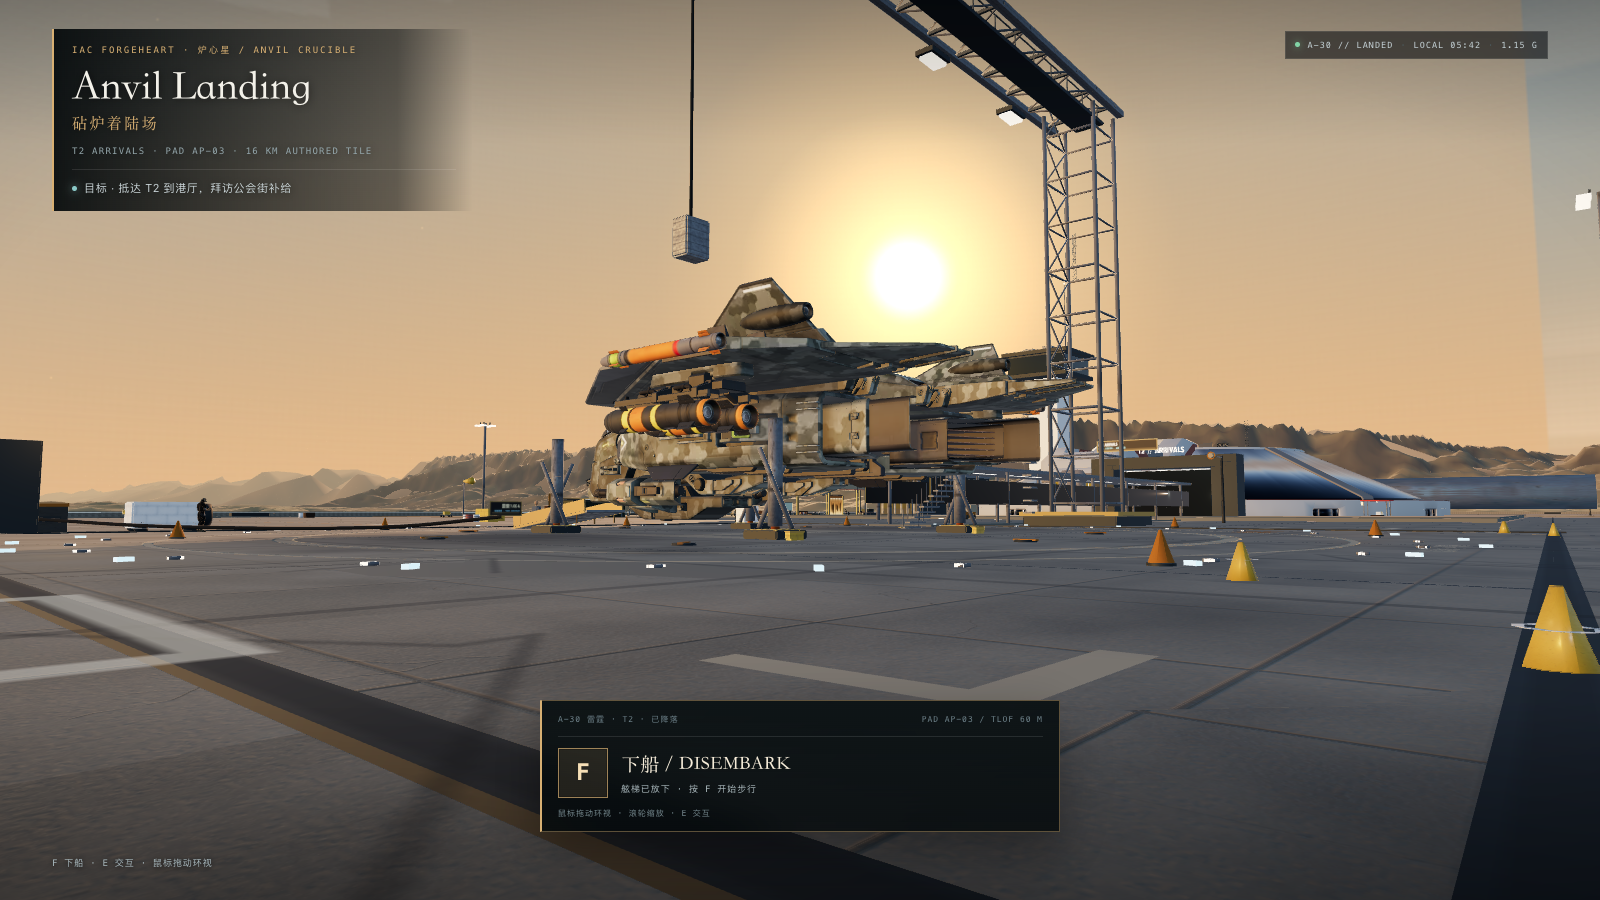 IAC FORGEHEART · 炉心星 / ANVIL CRUCIBLE
Anvil Landing
砧炉着陆场
T2 ARRIVALS · PAD AP-03 · 16 KM AUTHORED TILE
目标 · 抵达 T2 到港厅，拜访公会街补给
A-30 // LANDED · LOCAL 05:42 · 1.15 G
ARRIVALS
A-30 雷霆 · T2 · 已降落
PAD AP-03 / TLOF 60 M
F
下船 / DISEMBARK
舷梯已放下 · 按 F 开始步行
鼠标拖动环视 · 滚轮缩放 · E 交互
F 下船 · E 交互 · 鼠标拖动环视